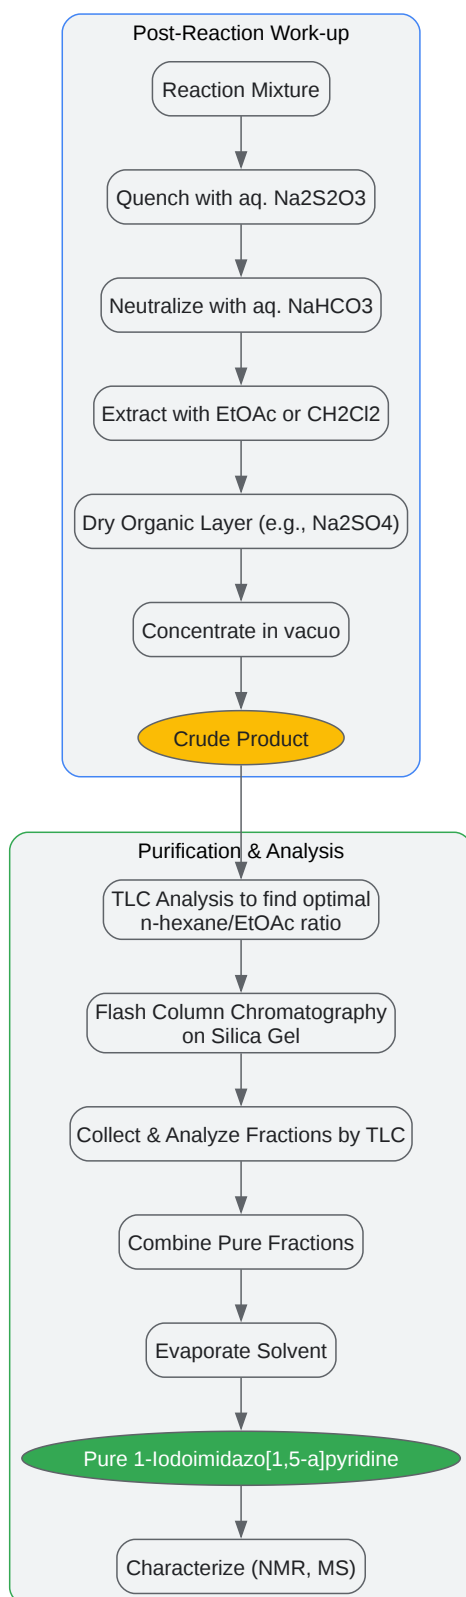 Post-Reaction Work-up
Reaction Mixture
Quench with aq. Na2S2O3
Neutralize with aq. NaHCO3
Extract with EtOAc or CH2Cl2
Dry Organic Layer (e.g., Na2SO4)
Concentrate in vacuo
Crude Product
Purification & Analysis
TLC Analysis to find optimal
n-hexane/EtOAc ratio
Flash Column Chromatography
on Silica Gel
Collect & Analyze Fractions by TLC
Combine Pure Fractions
Evaporate Solvent
Pure 1-Iodoimidazo[1,5-a]pyridine
Characterize (NMR, MS)